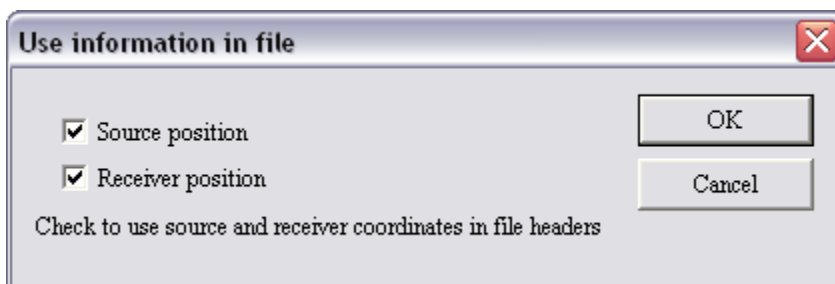 Use information in file
Source position
OK
Receiver position
Cancel
Check to use source and receiver coordinates in file headers